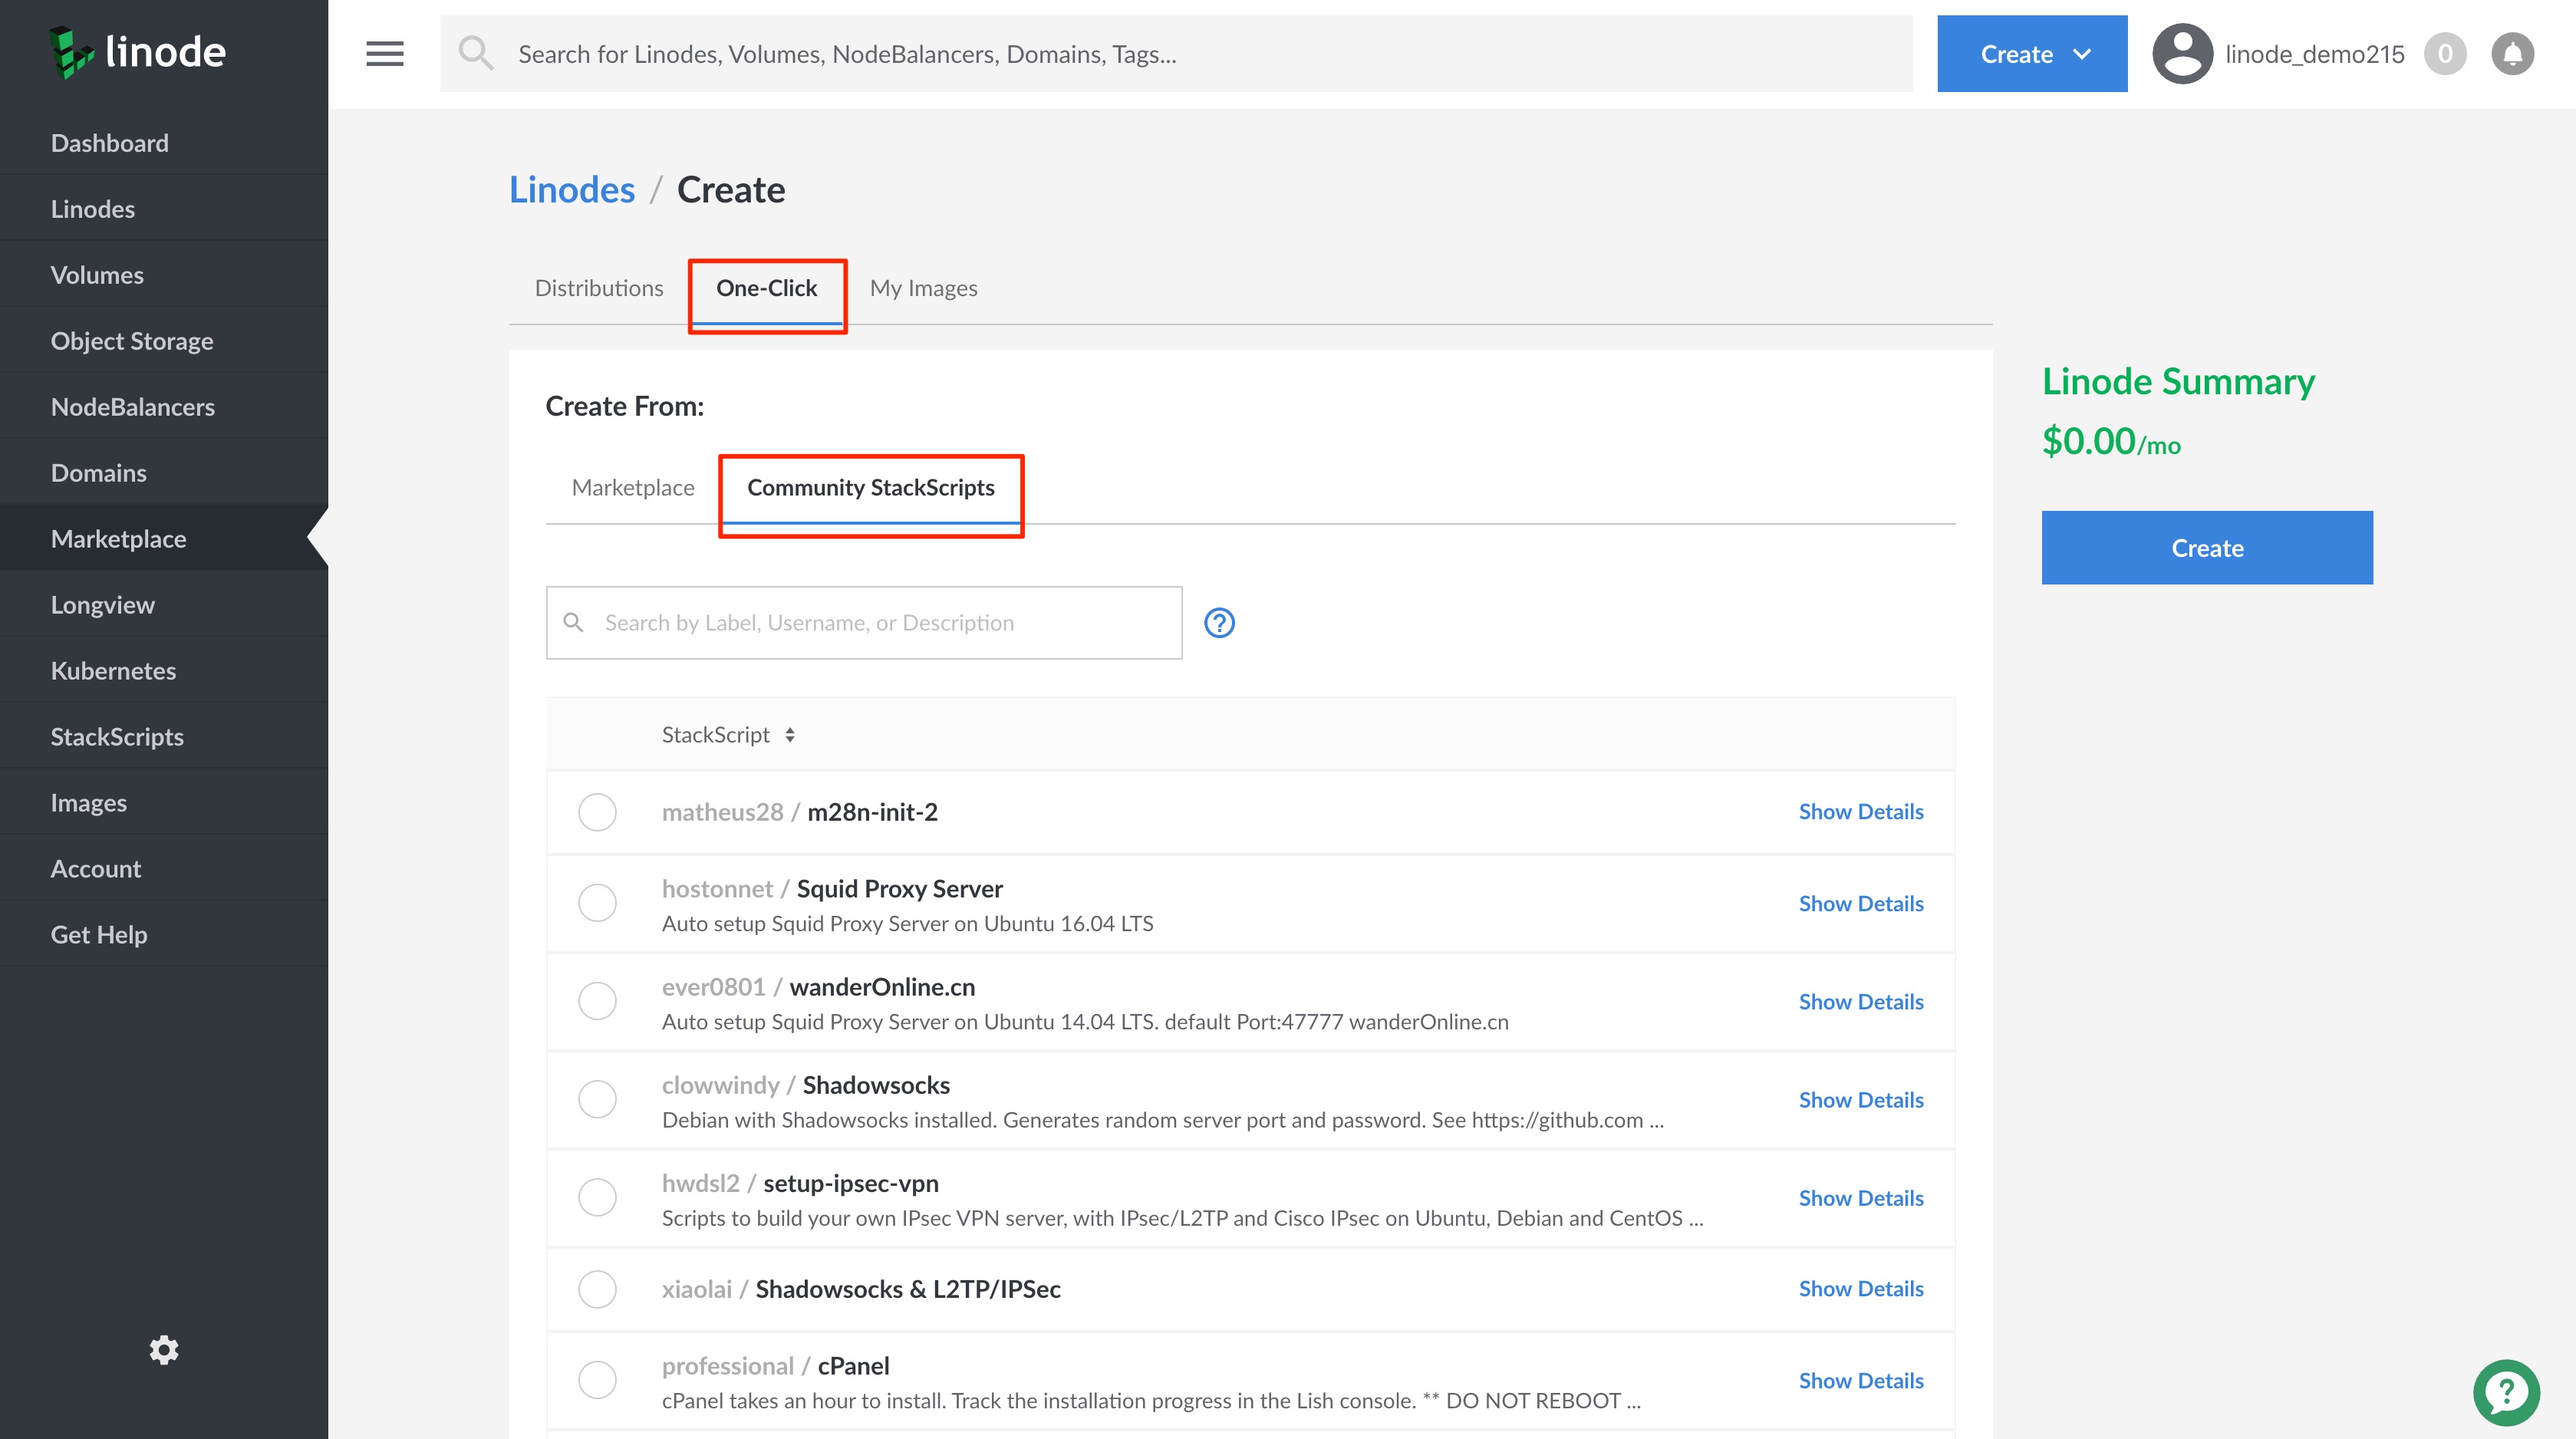 linode
Search for Linodes, Volumes, NodeBalancers, Domains, Tags...
Create
linode_demo215
0
Dashboard
Linodes
Volumes
Object Storage
NodeBalancers
Domains
Marketplace
Longview
Kubernetes
StackScripts
Images
Account
Get Help
Linodes / Create
Distributions
One-Click
My Images
Create From:
Marketplace
Community StackScripts
Search by Label, Username, or Description
?
StackScript
matheus28 / m28n-init-2
Show Details
hostonnet / Squid Proxy Server
Auto setup Squid Proxy Server on Ubuntu 16.04 LTS
Show Details
ever0801 / wanderOnline.cn
Auto setup Squid Proxy Server on Ubuntu 14.04 LTS. default Port:47777 wanderOnline.cn
Show Details
clowwindy / Shadowsocks
Debian with Shadowsocks installed. Generates random server port and password. See https://github.com ...
Show Details
hwdsl2 / setup-ipsec-vpn
Scripts to build your own IPsec VPN server, with IPsec/L2TP and Cisco IPsec on Ubuntu, Debian and CentOS ...
Show Details
xiaolai / Shadowsocks & L2TP/IPSec
Show Details
professional / cPanel
cPanel takes an hour to install. Track the installation progress in the Lish console. ** DO NOT REBOOT ...
Show Details
Linode Summary
$0.00/mo
Create
?